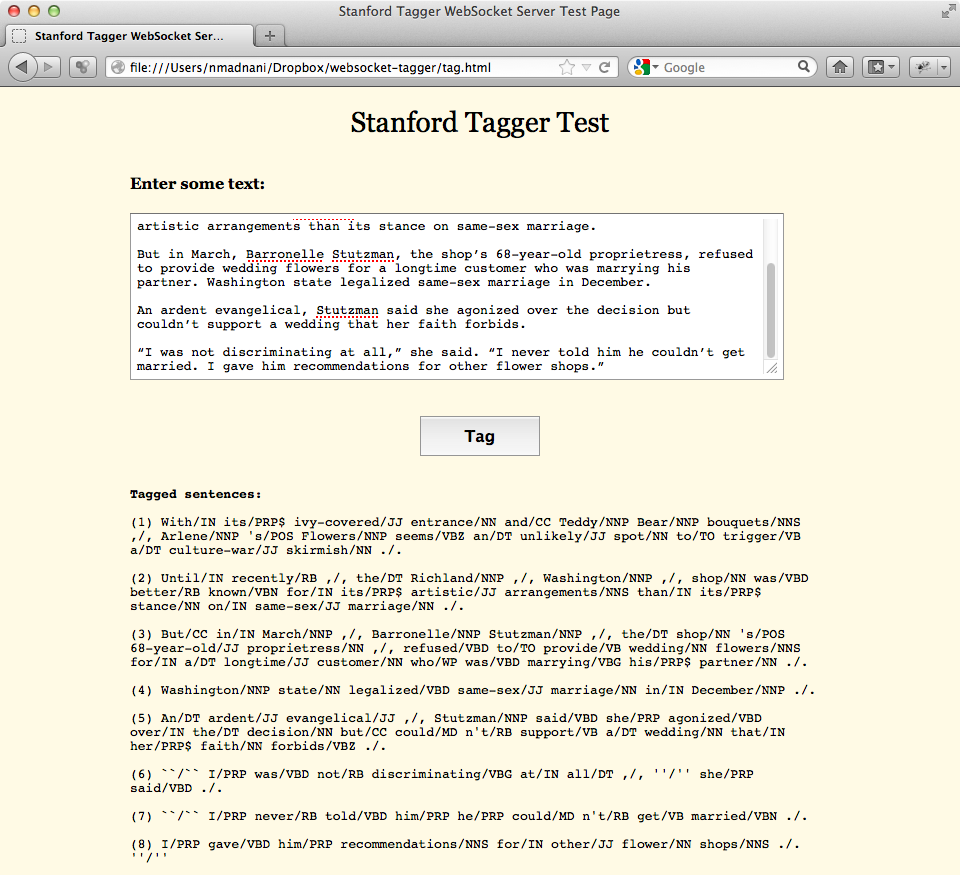 Stanford Tagger WebSocket Server Test Page
Stanford Tagger WebSocket Ser...
file:///Users/nmadnani/Dropbox/websocket-tagger/tag.html
Google
Stanford Tagger Test
Enter some text:
artistic arrangements than its stance on same-sex marriage.
But in March, Barronelle Stutzman, the shop’s 68-year-old proprietress, refused
to provide wedding flowers for a longtime customer who was marrying his
partner. Washington state legalized same-sex marriage in December.
An ardent evangelical, Stutzman said she agonized over the decision but
couldn’t support a wedding that her faith forbids.
“I was not discriminating at all,” she said. “I never told him he couldn’t get
married. I gave him recommendations for other flower shops.”
Tag
Tagged sentences:
(1) With/IN its/PRP$ ivy-covered/JJ entrance/NN and/CC Teddy/NNP Bear/NNP bouquets/NNS
,/, Arlene/NNP 's/POS Flowers/NNP seems/VBZ an/DT unlikely/JJ spot/NN to/TO trigger/VB
a/DT culture-war/JJ skirmish/NN ./.
(2) Until/IN recently/RB ,/, the/DT Richland/NNP ,/, Washington/NNP ,/, shop/NN was/VBD
better/RB known/VBN for/IN its/PRP$ artistic/JJ arrangements/NNS than/IN its/PRP$
stance/NN on/IN same-sex/JJ marriage/NN ./.
(3) But/CC in/IN March/NNP ,/, Barronelle/NNP Stutzman/NNP ,/, the/DT shop/NN 's/POS
68-year-old/JJ proprietress/NN ,/, refused/VBD to/TO provide/VB wedding/NN flowers/NNS
for/IN a/DT longtime/JJ customer/NN who/WP was/VBD marrying/VBG his/PRP$ partner/NN ./.
(4) Washington/NNP state/NN legalized/VBD same-sex/JJ marriage/NN in/IN December/NNP ./.
(5) An/DT ardent/JJ evangelical/JJ ,/, Stutzman/NNP said/VBD she/PRP agonized/VBD
over/IN the/DT decision/NN but/CC could/MD n't/RB support/VB a/DT wedding/NN that/IN
her/PRP$ faith/NN forbids/VBZ ./.
(6) ``/`` I/PRP was/VBD not/RB discriminating/VBG at/IN all/DT ,/, ''/'' she/PRP
said/VBD ./.
(7) ``/`` I/PRP never/RB told/VBD him/PRP he/PRP could/MD n't/RB get/VB married/VBN ./.
(8) I/PRP gave/VBD him/PRP recommendations/NNS for/IN other/JJ flower/NN shops/NNS ./.
''/''